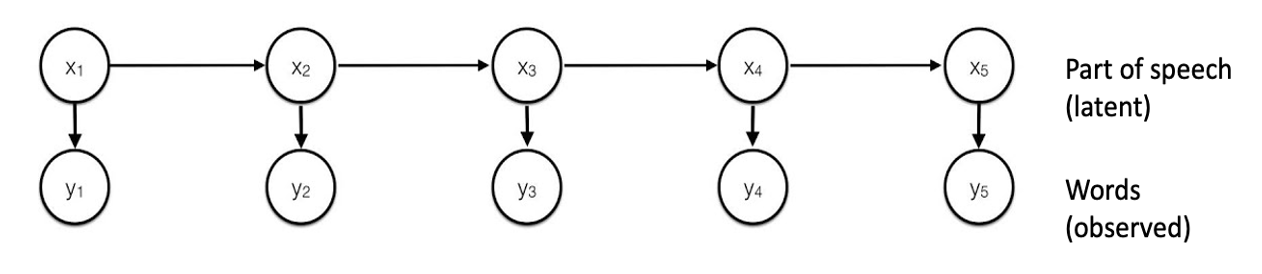 x1 x2 x3 x4 x5
Part of speech
(latent)
y1 y2 y3 y4 y5
Words
(observed)